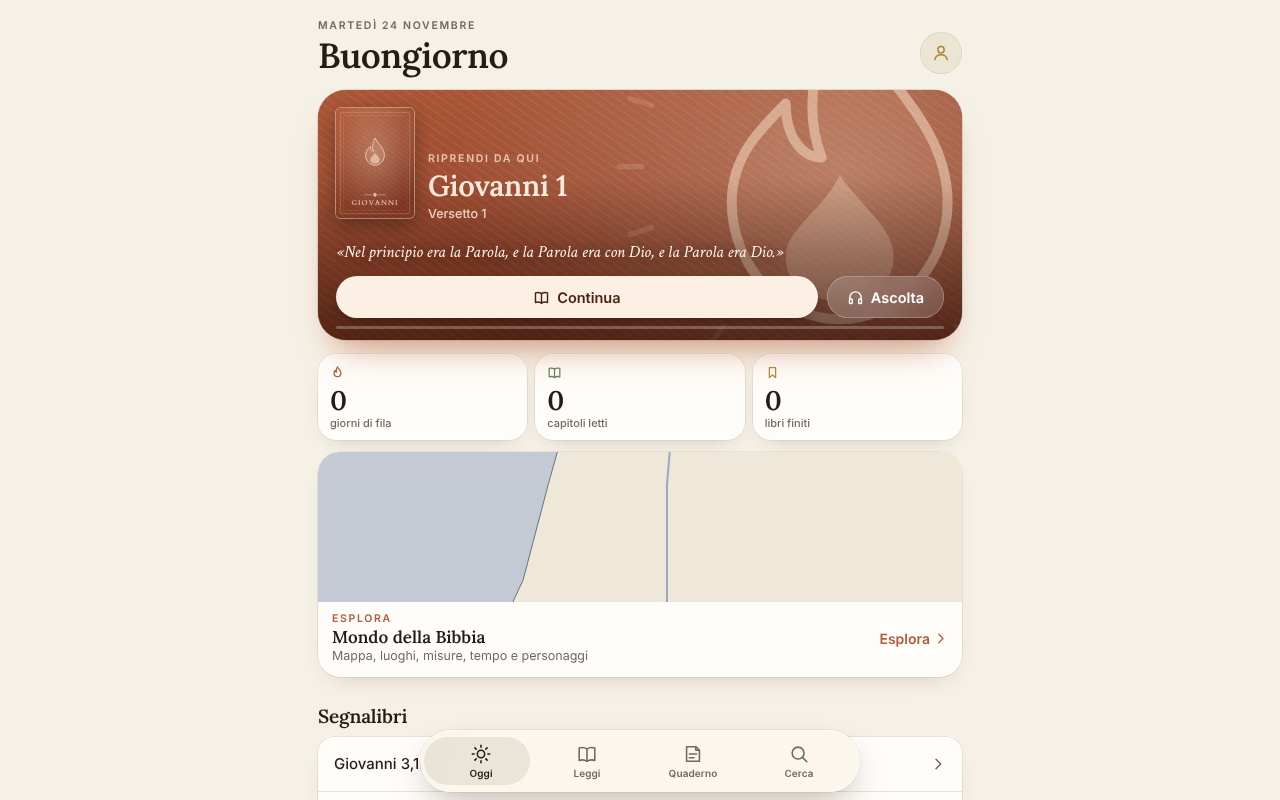 MARTEDÌ 24 NOVEMBRE
Buongiorno
GIOVANNI
RIPRENDI DA QUI
Giovanni 1
Versetto 1
«Nel principio era la Parola, e la Parola era con Dio, e la Parola era Dio.»
Continua
Ascolta
0
giorni di fila
0
capitoli letti
0
libri finiti
ESPLORA
Mondo della Bibbia
Mappa, luoghi, misure, tempo e personaggi
Esplora
Segnalibri
Giovanni 3,1
Oggi
Leggi
Quaderno
Cerca